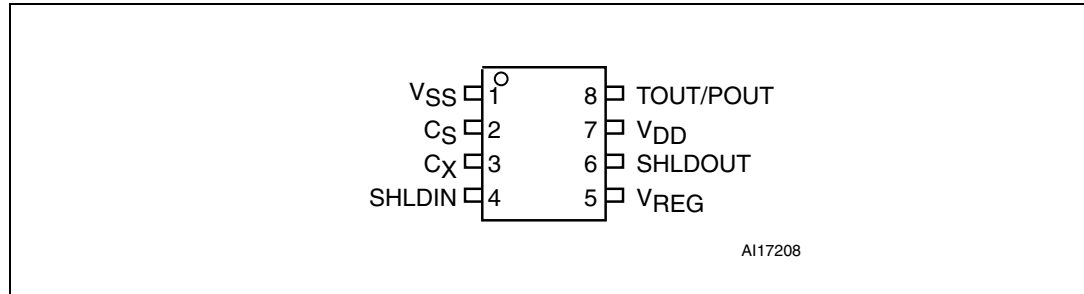 VSS 1 8 TOUT/POUT
CS 2 7 VDD
CX 3 6 SHLDOUT
SHLDIN 4 5 VREG
AI17208